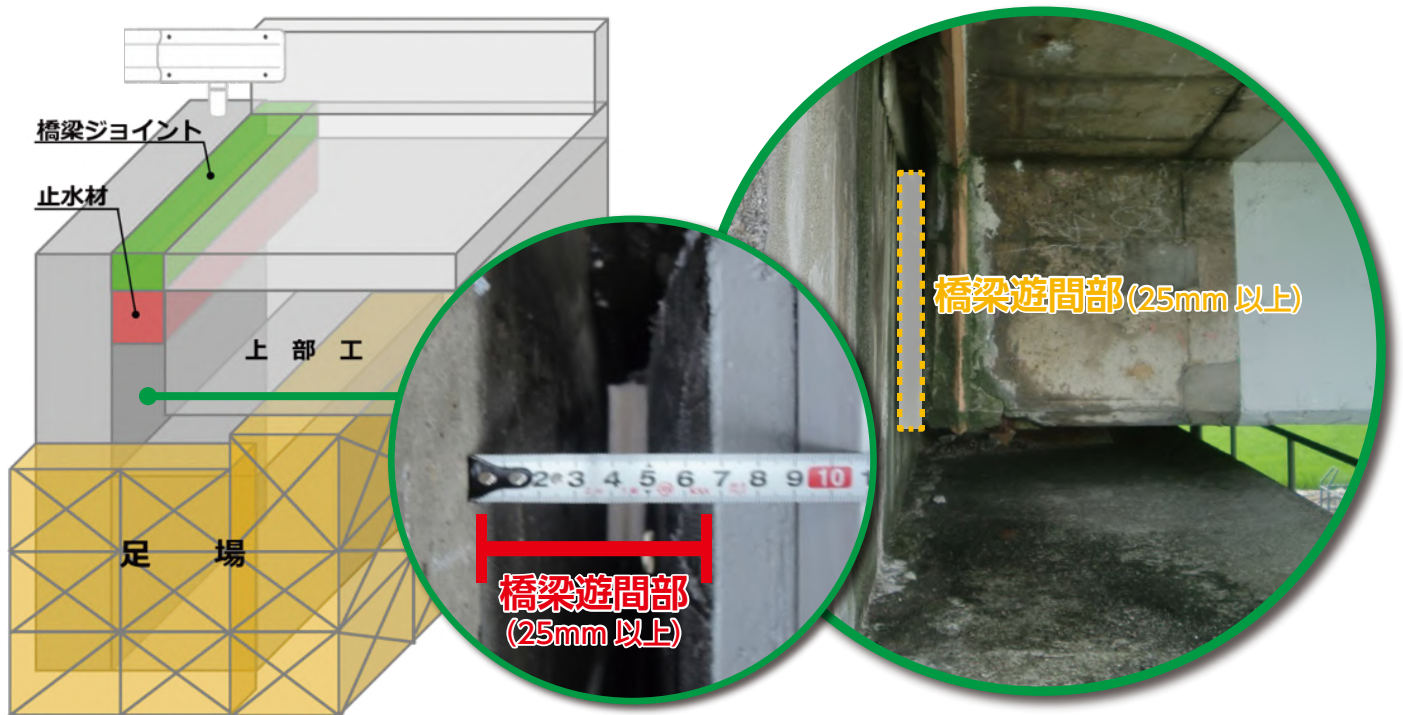 橋梁ジョイント
止水材
上 部 工
足 場
2 3 4 5 6 7 8 9 10 1
橋梁遊間部
(25mm 以上)
橋梁遊間部(25mm 以上)